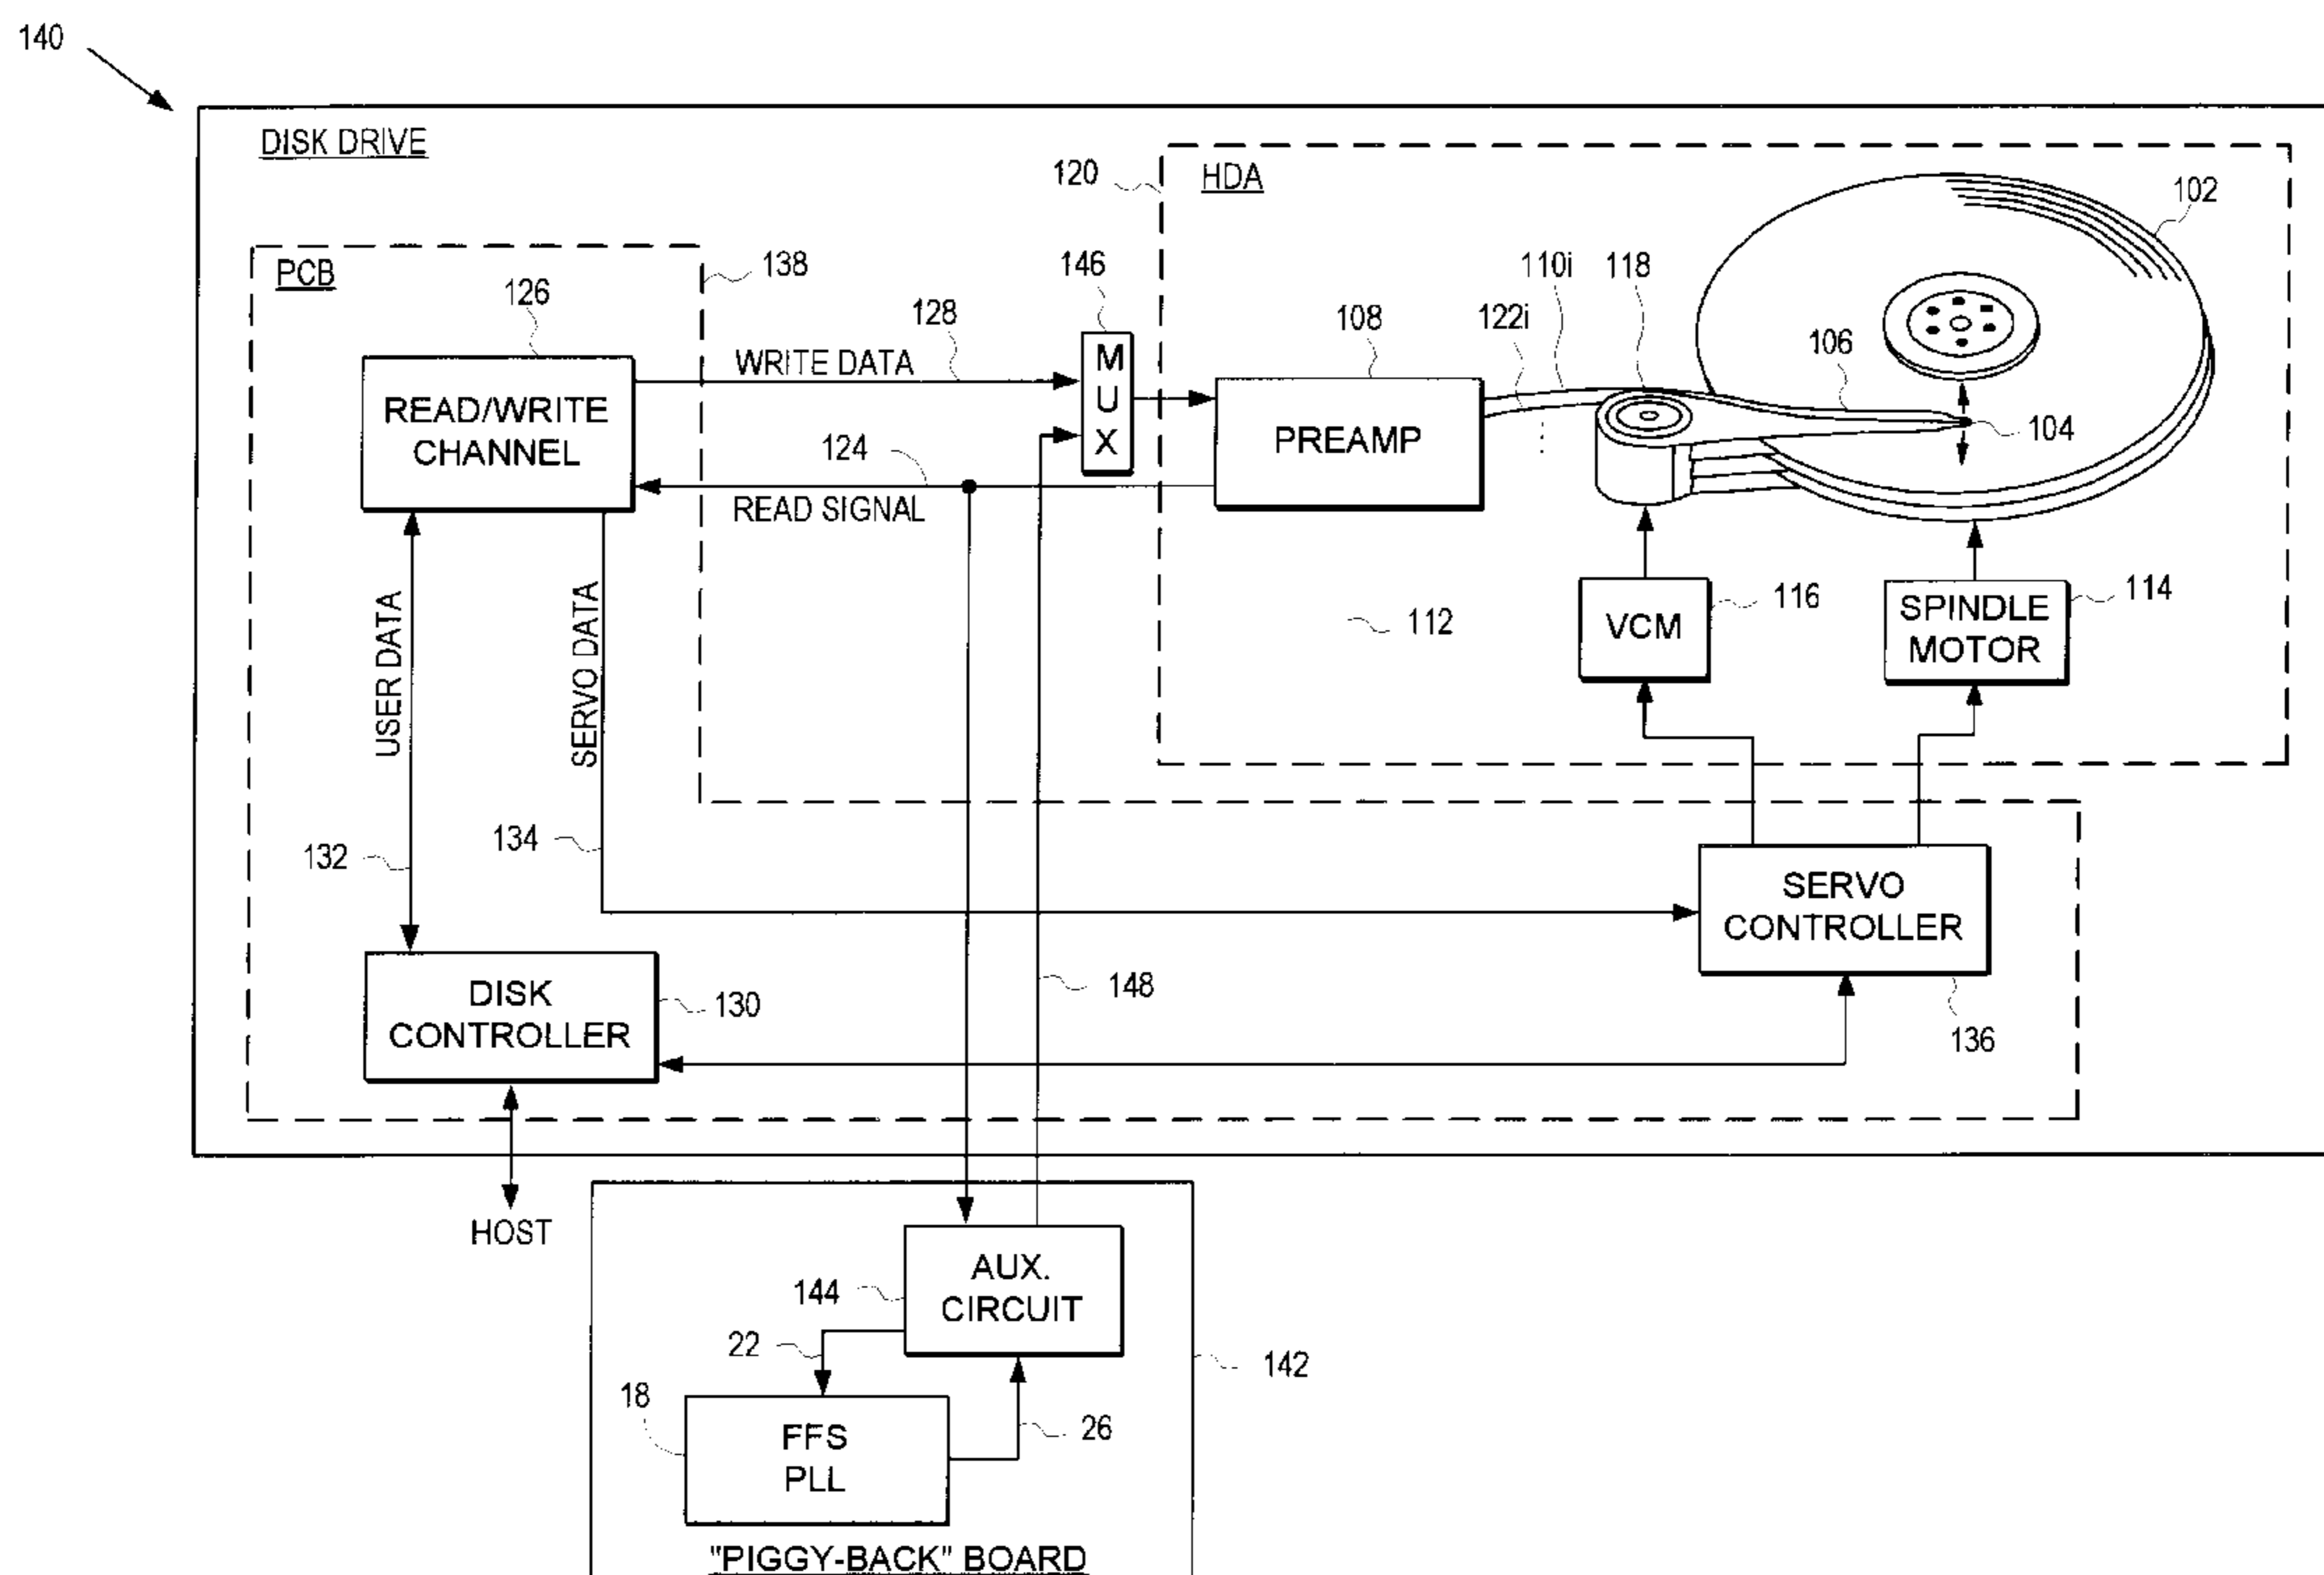 140
DISK DRIVE
120
HDA
102
PCB
138
126
128
146
110i
118
122i
108
106
104
READ/WRITE
CHANNEL
WRITE DATA
M
U
X
PREAMP
124
READ SIGNAL
USER DATA
SERVO DATA
112
VCM
116
SPINDLE
MOTOR
114
132
134
SERVO
CONTROLLER
136
DISK
CONTROLLER
130
148
HOST
AUX.
CIRCUIT
144
22
142
18
FFS
PLL
26
"PIGGY-BACK" BOARD